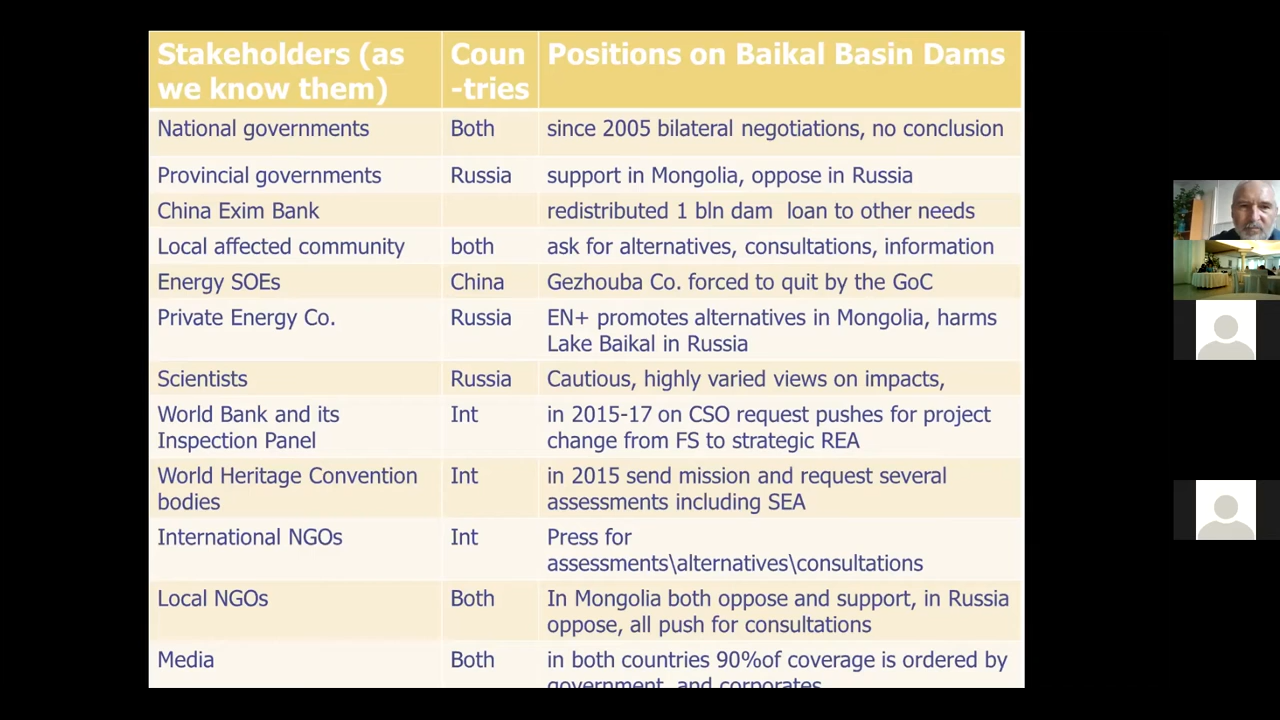 Stakeholders (as we know them) Coun-tries Positions on Baikal Basin Dams
National governments Both since 2005 bilateral negotiations, no conclusion
Provincial governments Russia support in Mongolia, oppose in Russia
China Exim Bank redistributed 1 bln dam loan to other needs
Local affected community both ask for alternatives, consultations, information
Energy SOEs China Gezhouba Co. forced to quit by the GoC
Private Energy Co. Russia EN+ promotes alternatives in Mongolia, harms
Lake Baikal in Russia
Scientists Russia Cautious, highly varied views on impacts,
World Bank and its Int in 2015-17 on CSO request pushes for project
Inspection Panel change from FS to strategic REA
World Heritage Convention Int in 2015 send mission and request several
bodies assessments including SEA
International NGOs Int Press for
assessments\alternatives\consultations
Local NGOs Both In Mongolia both oppose and support, in Russia
oppose, all push for consultations
Media Both in both countries 90%of coverage is ordered by
government and corporates